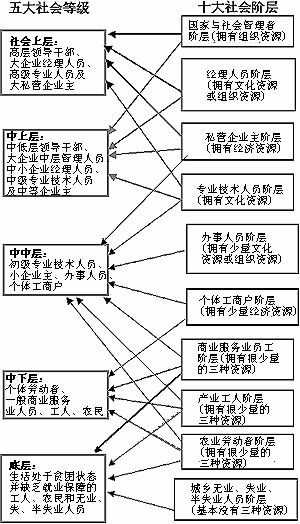 五大社会等级
十大社会阶层
社会上层：
高层领导干部、
大企业经理人员、
高级专业人员及
大私营企业主
中上层：
中低层领导干部、
大企业中层管理人员
中小企业经理人员、
中级专业技术人员
及中等企业主
中中层：
初级专业技术人员、
小企业主、办事人员
个体工商户
中下层：
个体劳动者、
一般商业服务
业人员、工人、农民
底层：
生活处于贫困状态
并缺乏就业保障的
工人、农民和无业、
失、半失业人员
国家与社会管理者
阶层（拥有组织资源）
经理人员阶层
（拥有文化资源
或组织资源）
私营企业主阶层
（拥有经济资源）
专业技术人员阶层
（拥有文化资源）
办事人员阶层
（拥有少量文化
资源或组织资源）
个体工商户阶层
（拥有少量经济资源）
商业服务业员工
阶层（拥有很少量
的三种资源）
产业工人阶层
（拥有很少量的
三种资源）
农业劳动者阶层
（拥有很少量的
三种资源）
城乡无业、失业、
半失业人员阶层
（基本没有三种资源）